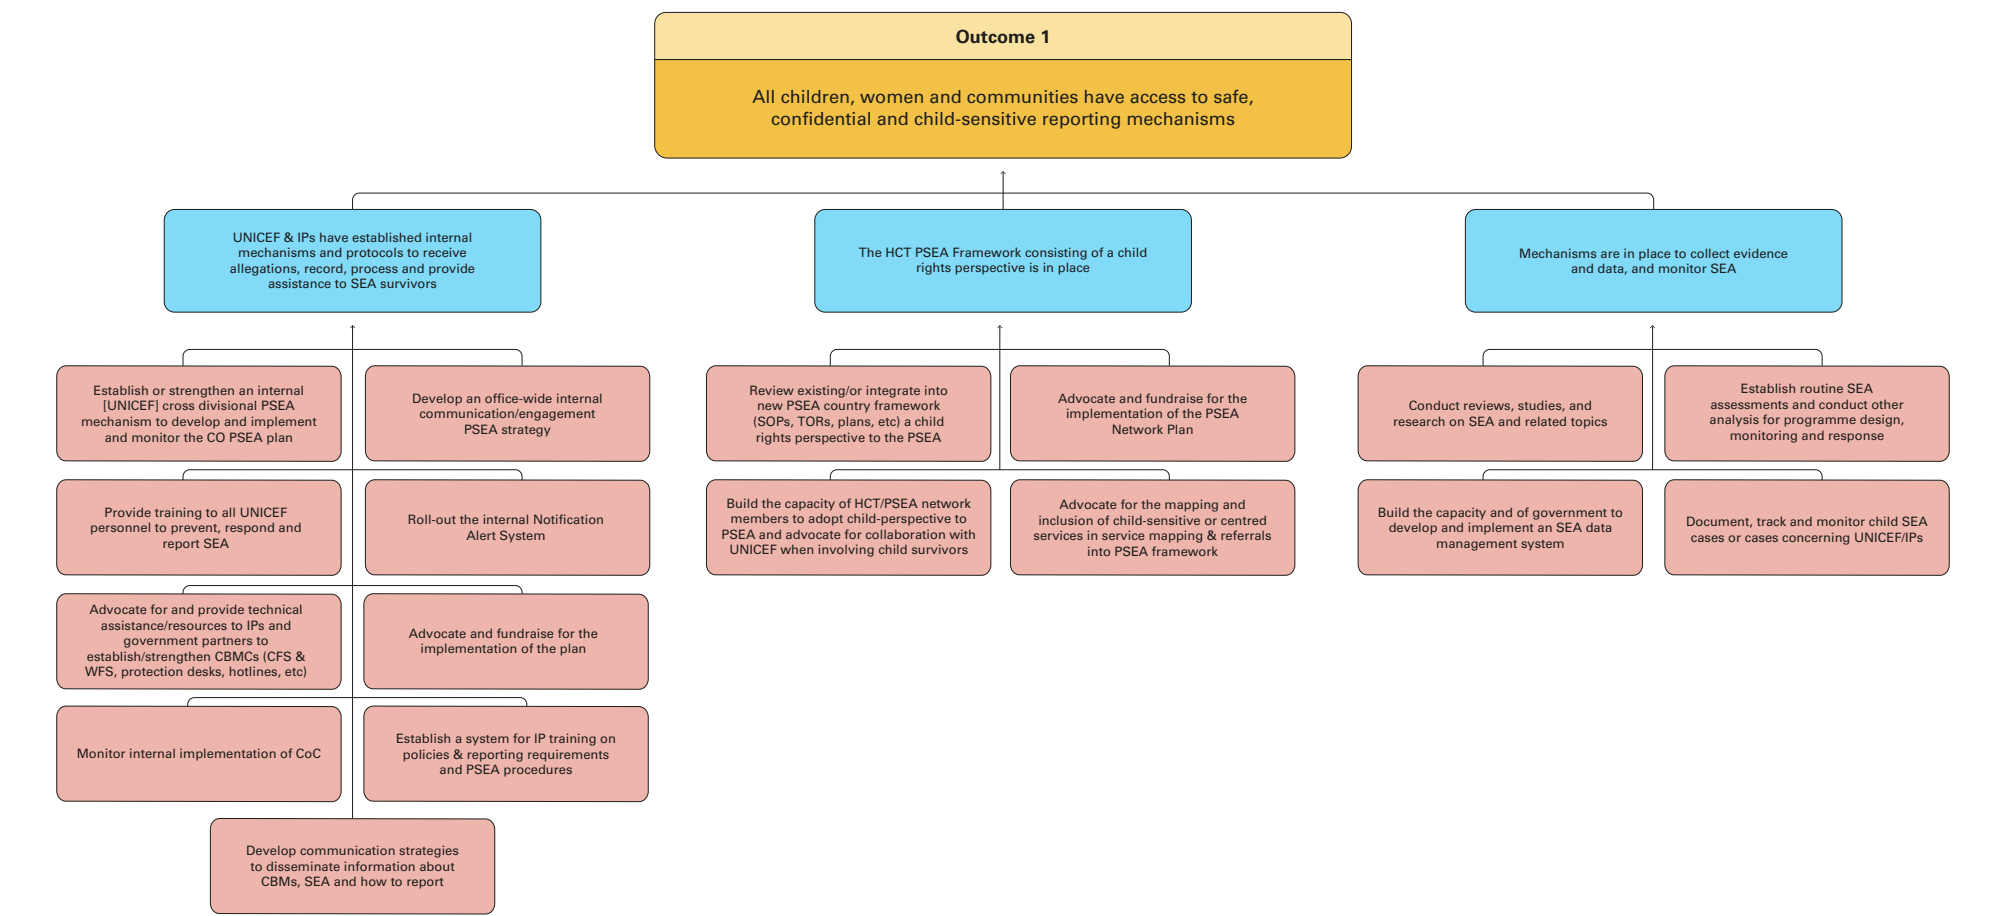 Outcome 1
All children, women and communities have access to safe,
confidential and child-sensitive reporting mechanisms
UNICEF & IPs have established internal
mechanisms and protocols to receive
allegations, record, process and provide
assistance to SEA survivors
The HCT PSEA Framework consisting of a child
rights perspective is in place
Mechanisms are in place to collect evidence
and data, and monitor SEA
Establish or strengthen an internal
[UNICEF] cross divisional PSEA
mechanism to develop and implement
and monitor the CO PSEA plan
Develop an office-wide internal
communication/engagement
PSEA strategy
Review existing/or integrate into
new PSEA country framework
(SOPs, TORs, plans, etc) a child
rights perspective to the PSEA
Advocate and fundraise for the
implementation of the PSEA
Network Plan
Conduct reviews, studies, and
research on SEA and related topics
Establish routine SEA
assessments and conduct other
analysis for programme design,
monitoring and response
Provide training to all UNICEF
personnel to prevent, respond and
report SEA
Roll-out the internal Notification
Alert System
Build the capacity of HCT/PSEA network
members to adopt child-perspective to
PSEA and advocate for collaboration with
UNICEF when involving child survivors
Advocate for the mapping and
inclusion of child-sensitive or centred
services in service mapping & referrals
into PSEA framework
Build the capacity and of government to
develop and implement an SEA data
management system
Document, track and monitor child SEA
cases or cases concerning UNICEF/IPs
Advocate for and provide technical
assistance/resources to IPs and
government partners to
establish/strengthen CBMCs (CFS &
WFS, protection desks, hotlines, etc)
Advocate and fundraise for the
implementation of the plan
Monitor internal implementation of CoC
Establish a system for IP training on
policies & reporting requirements
and PSEA procedures
Develop communication strategies
to disseminate information about
CBMs, SEA and how to report